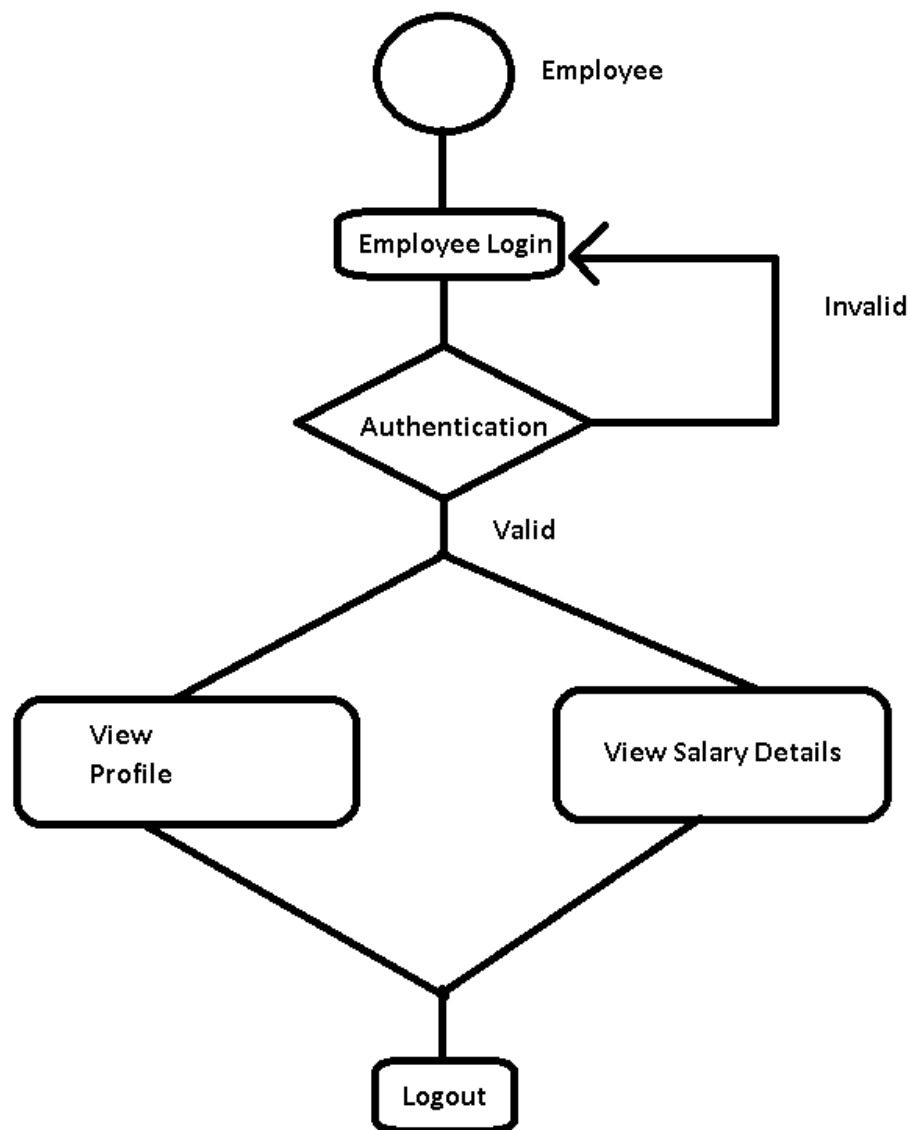 Employee
Employee Login
Invalid
Authentication
Valid
View
Profile
View Salary Details
Logout